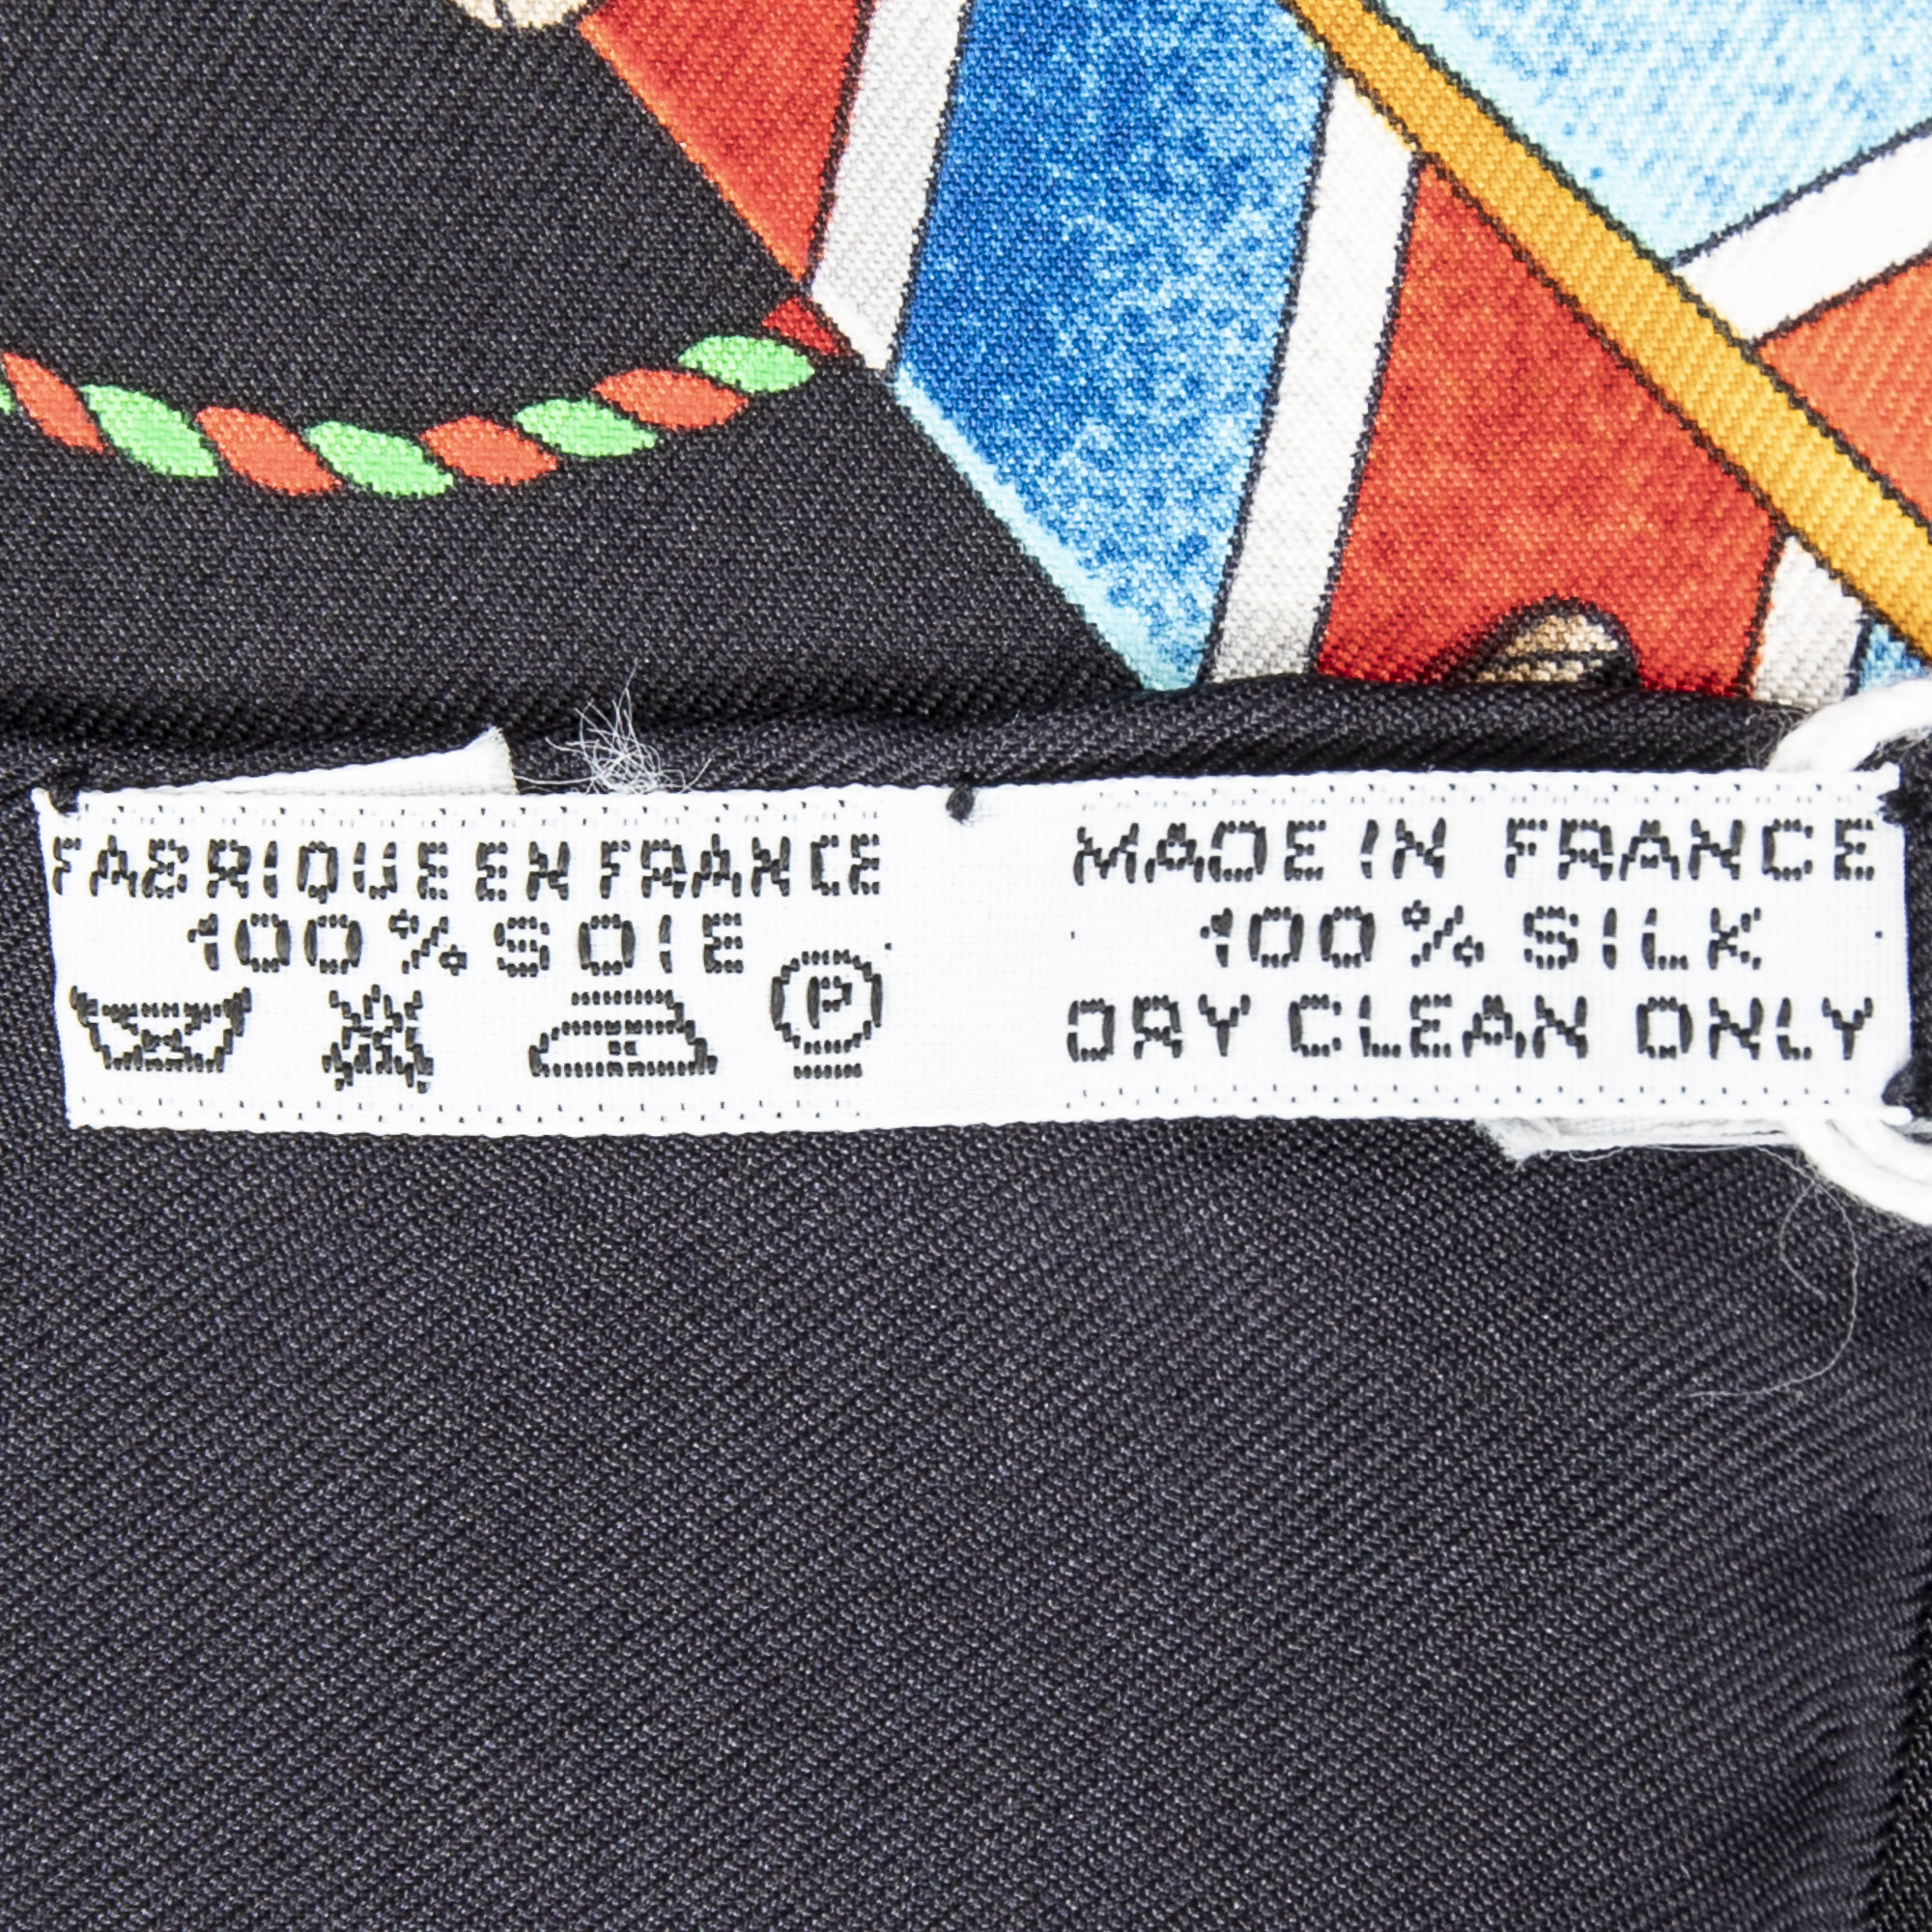 FABRIQUE EN FRANCE
100% SOIE
P
MADE IN FRANCE
100% SILK
DRY CLEAN ONLY